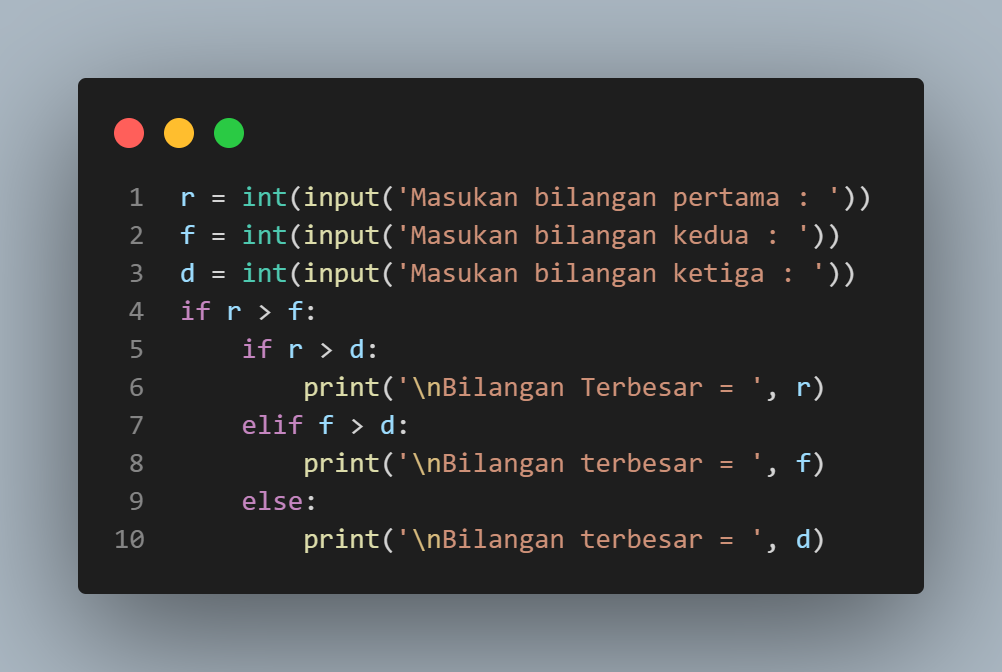 1 r = int(input('Masukan bilangan pertama : '))
2 f = int(input('Masukan bilangan kedua : '))
3 d = int(input('Masukan bilangan ketiga : '))
4 if r > f:
5     if r > d:
6         print('\nBilangan Terbesar = ', r)
7     elif f > d:
8         print('\nBilangan terbesar = ', f)
9     else:
10         print('\nBilangan terbesar = ', d)